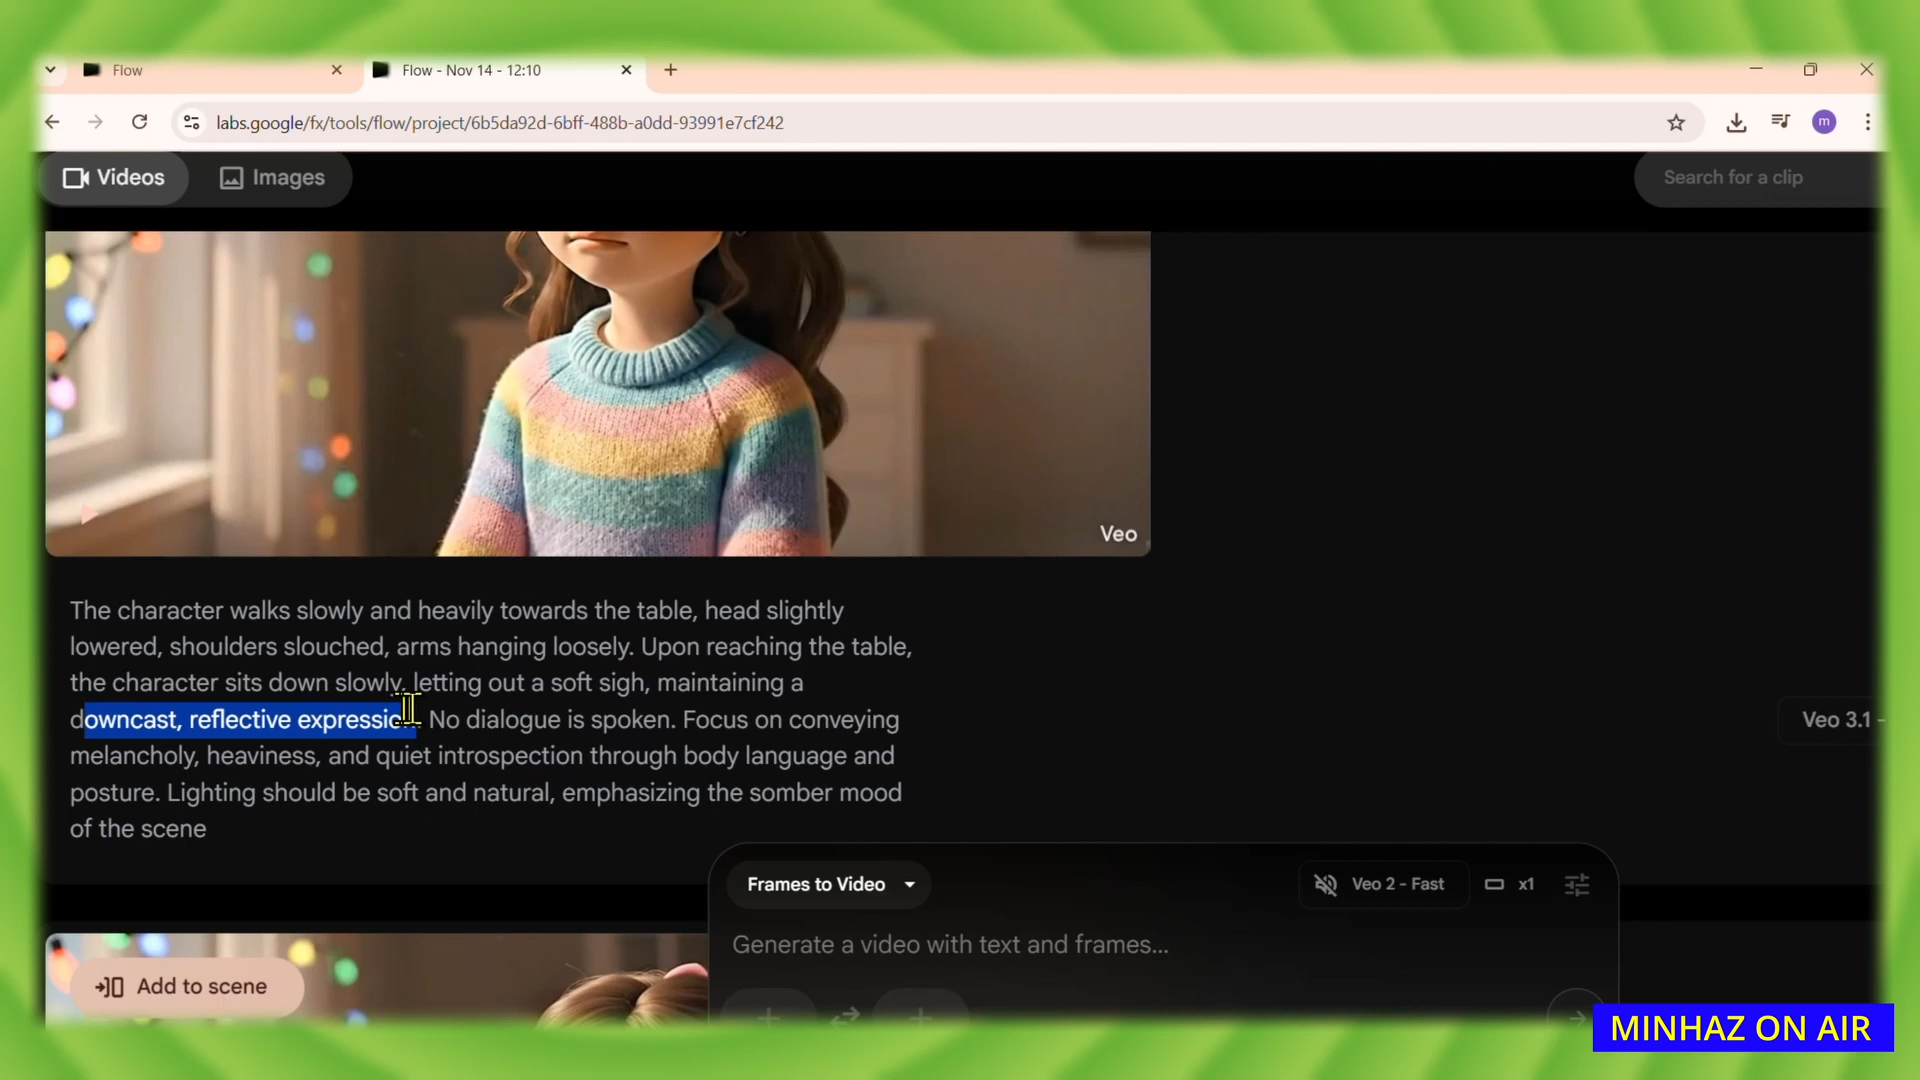 Flow
Flow - Nov 14 - 12:10
labs.google/fx/tools/flow/project/6b5da92d-6bff-488b-a0dd-93991e7cf242
m
Videos
Images
Search for a clip
Veo
The character walks slowly and heavily towards the table, head slightly
lowered, shoulders slouched, arms hanging loosely. Upon reaching the table,
the character sits down slowly, letting out a soft sigh, maintaining a
downcast, reflective expression. No dialogue is spoken. Focus on conveying
melancholy, heaviness, and quiet introspection through body language and
posture. Lighting should be soft and natural, emphasizing the somber mood
of the scene
Veo 3.1 -
Frames to Video
Veo 2 - Fast
x1
Generate a video with text and frames...
Add to scene
MINHAZ ON AIR